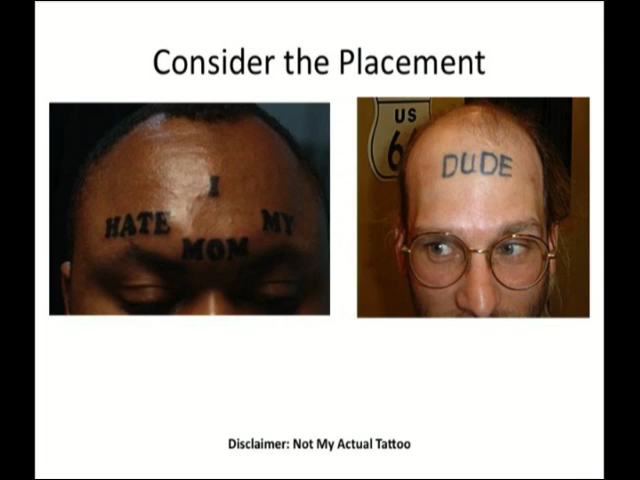 Consider the Placement
I
HATE MY
MOM
US
6
DUDE
Disclaimer: Not My Actual Tattoo